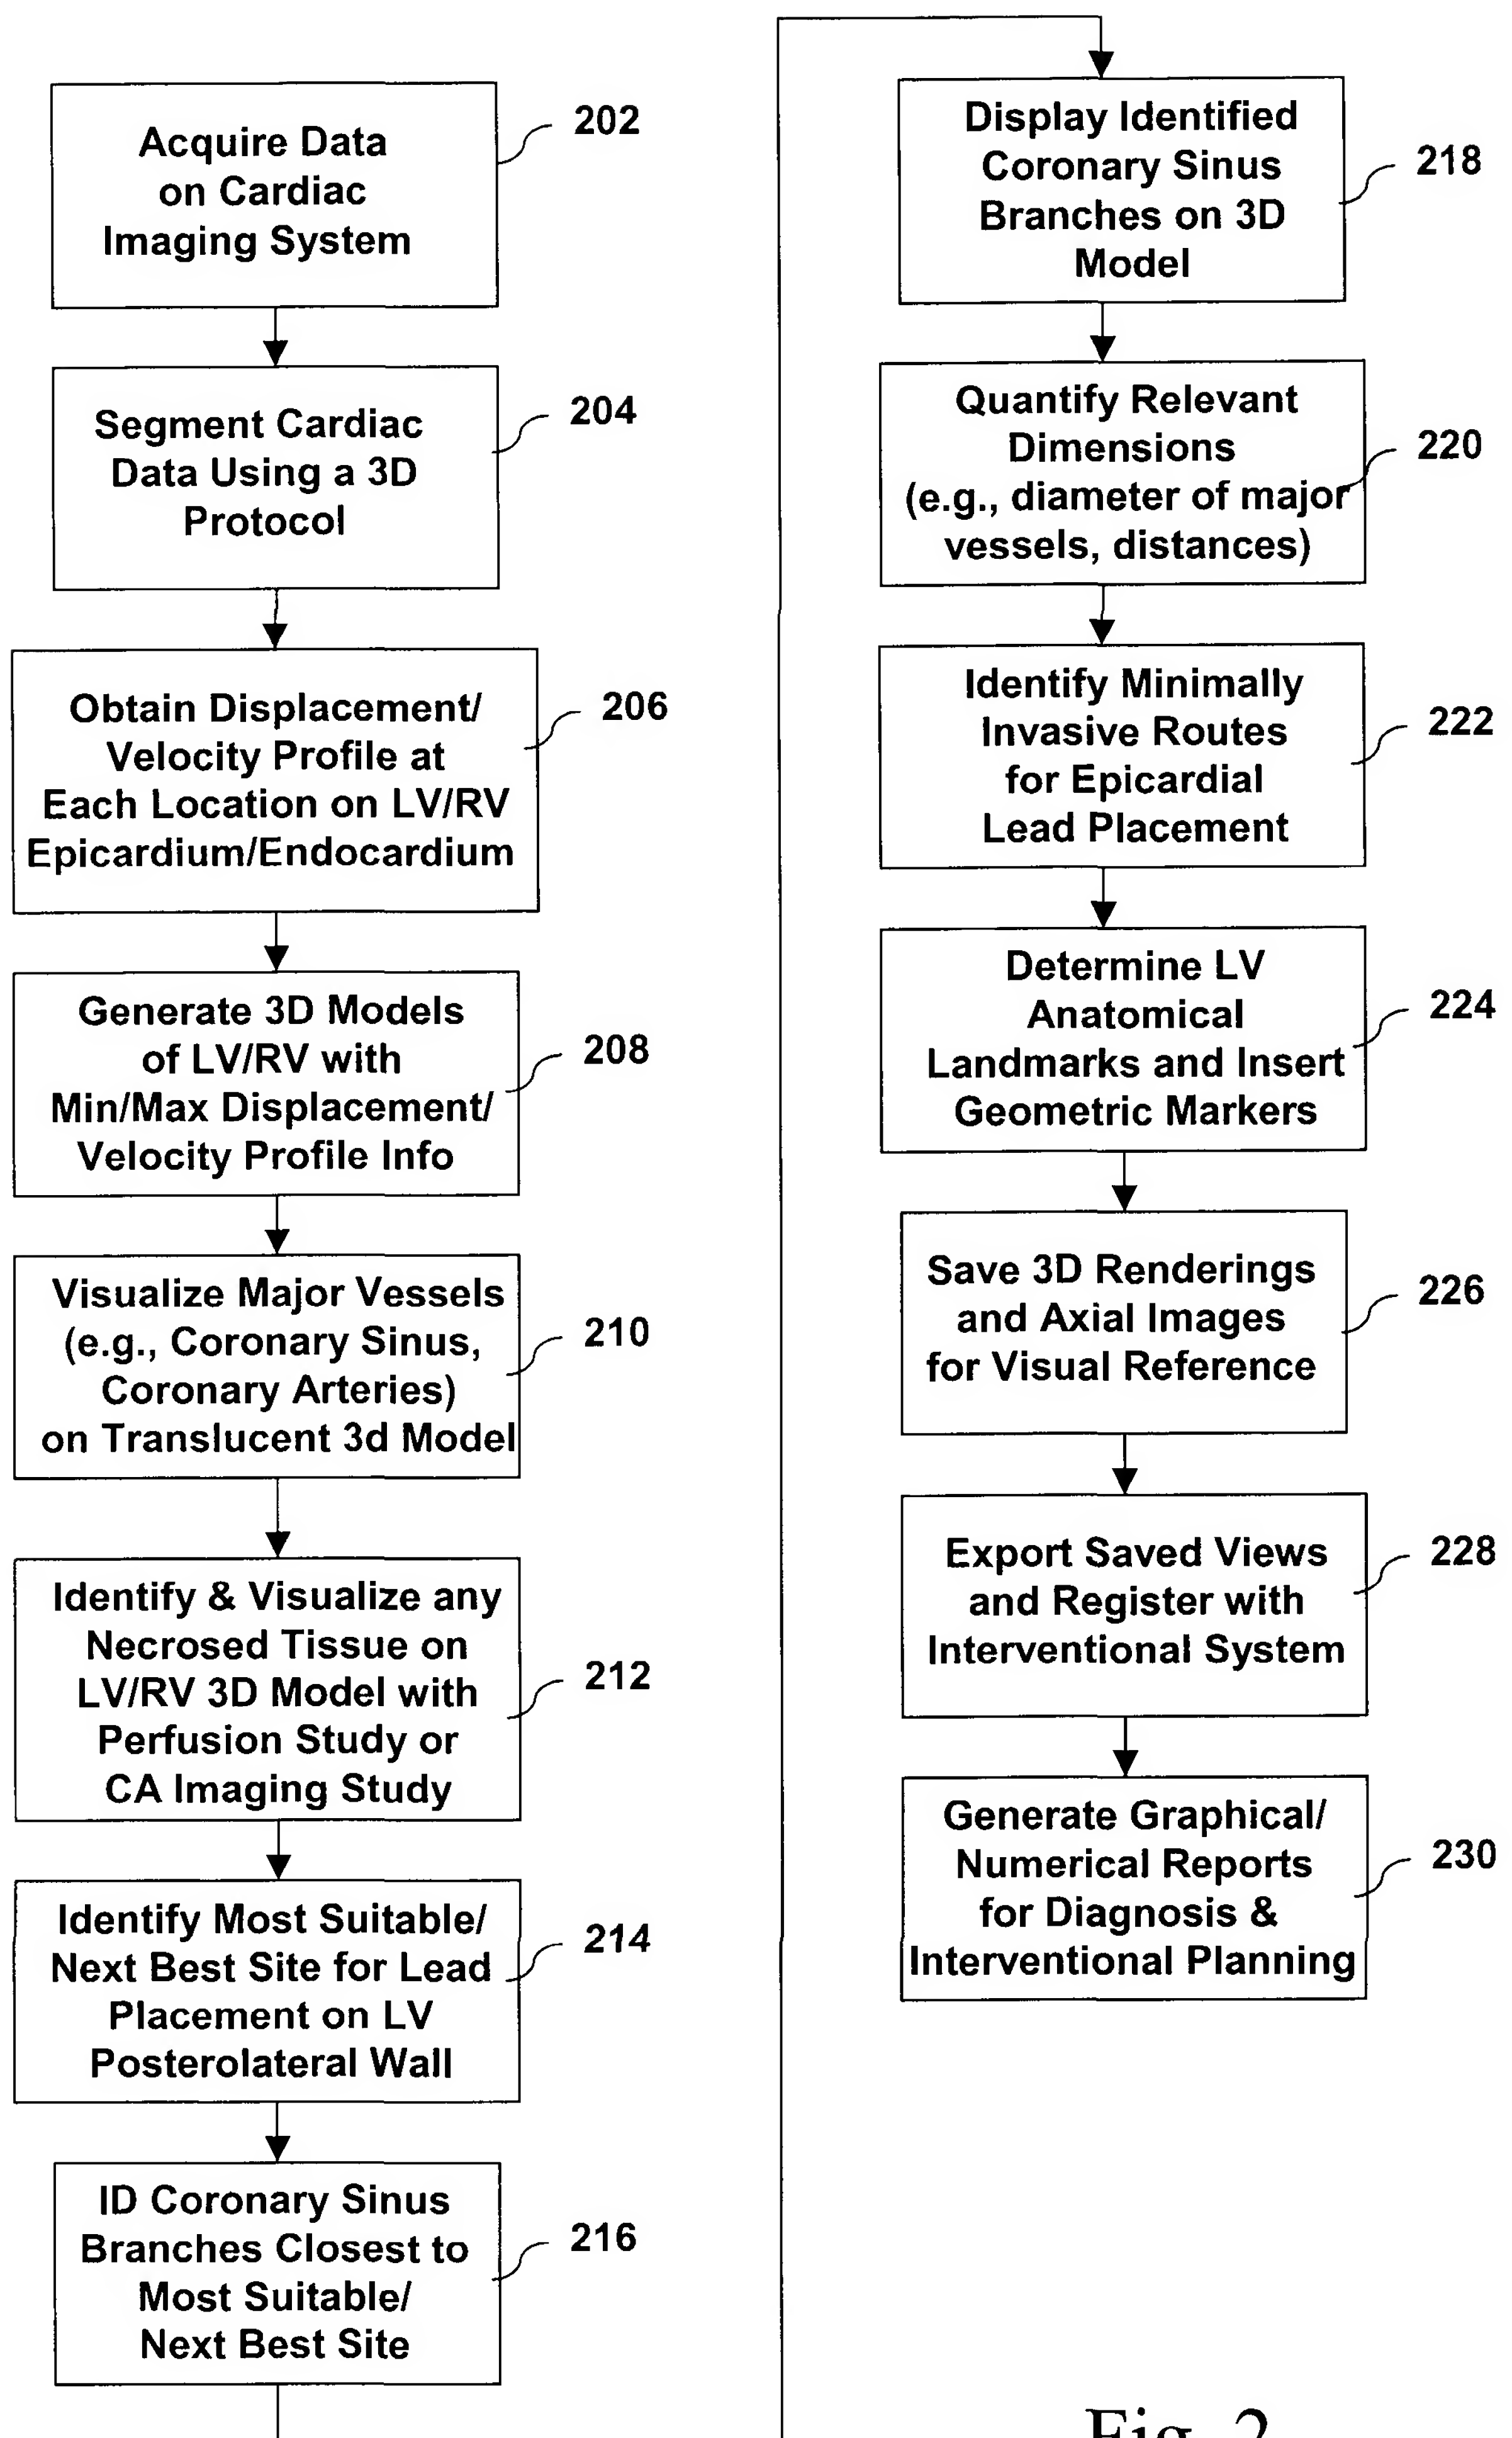 Acquire Data
on Cardiac
Imaging System
202
Segment Cardiac
Data Using a 3D
Protocol
204
Obtain Displacement/
Velocity Profile at
Each Location on LV/RV
Epicardium/Endocardium
206
Generate 3D Models
of LV/RV with
Min/Max Displacement/
Velocity Profile Info
208
Visualize Major Vessels
(e.g., Coronary Sinus,
Coronary Arteries)
on Translucent 3d Model
210
Identify & Visualize any
Necrosed Tissue on
LV/RV 3D Model with
Perfusion Study or
CA Imaging Study
212
Identify Most Suitable/
Next Best Site for Lead
Placement on LV
Posterolateral Wall
214
ID Coronary Sinus
Branches Closest to
Most Suitable/
Next Best Site
216
Display Identified
Coronary Sinus
Branches on 3D
Model
218
Quantify Relevant
Dimensions
(e.g., diameter of major
vessels, distances)
220
Identify Minimally
Invasive Routes
for Epicardial
Lead Placement
222
Determine LV
Anatomical
Landmarks and Insert
Geometric Markers
224
Save 3D Renderings
and Axial Images
for Visual Reference
226
Export Saved Views
and Register with
Interventional System
228
Generate Graphical/
Numerical Reports
for Diagnosis &
Interventional Planning
230
Fig. 2